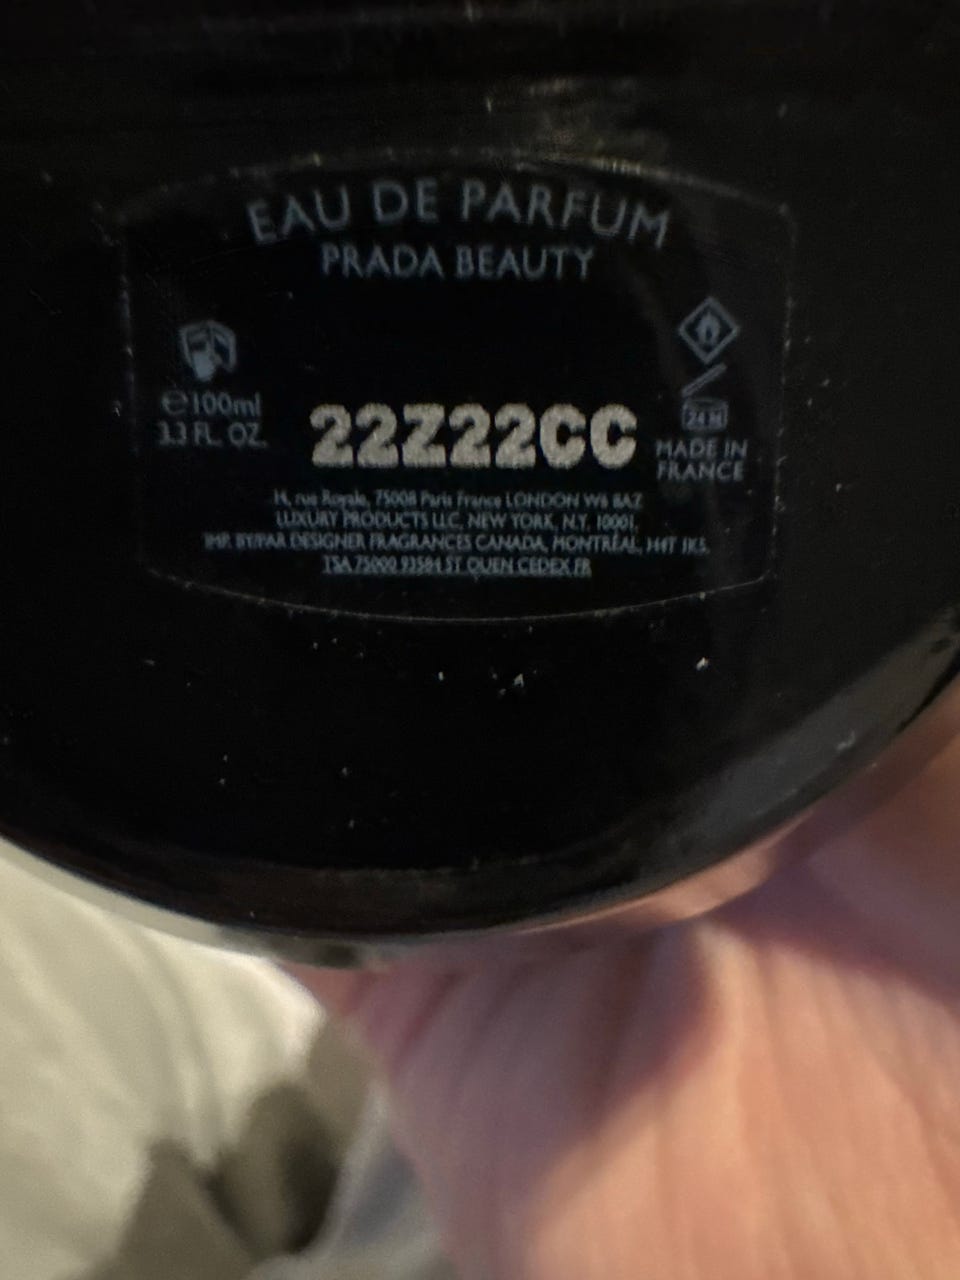 EAU DE PARFUM
PRADA BEAUTY
e100ml
3.3 FL. OZ.
22Z22CC
24 M
MADE IN
FRANCE
14, rue Royale, 75008 Paris France LONDON W6 8AZ
LUXURY PRODUCTS LLC, NEW YORK, N.Y. 10001.
IMP. BY/PAR DESIGNER FRAGRANCES CANADA, MONTRÉAL, H4T 1K5.
TSA 75000 93584 ST OUEN CEDEX FR